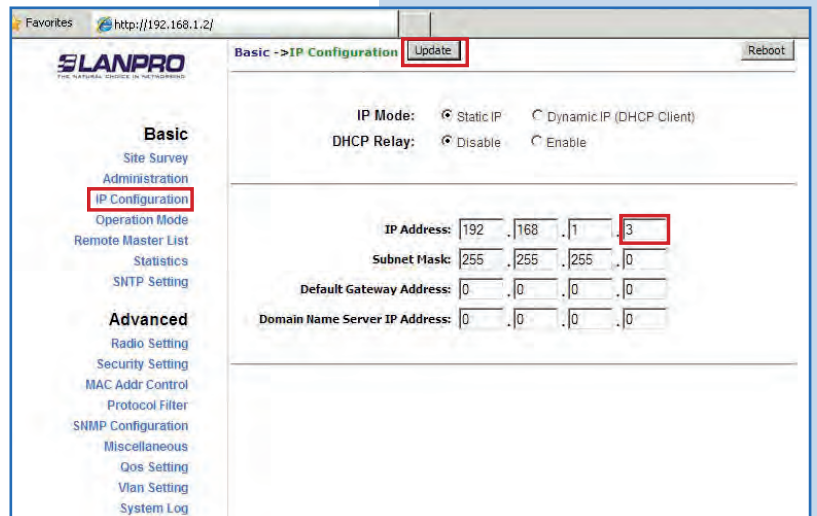 Favorites http://192.168.1.2/
LANPRO
THE NATURAL CHOICE IN NETWORKING
Basic ->IP Configuration Update Reboot
IP Mode: Static IP Dynamic IP (DHCP Client)
DHCP Relay: Disable Enable
Basic
Site Survey
Administration
IP Configuration
Operation Mode
Remote Master List
Statistics
SNTP Setting
IP Address: 192 . 168 . 1 . 3
Subnet Mask: 255 . 255 . 255 . 0
Default Gateway Address: 0 . 0 . 0 . 0
Domain Name Server IP Address: 0 . 0 . 0 . 0
Advanced
Radio Setting
Security Setting
MAC Addr Control
Protocol Filter
SNMP Configuration
Miscellaneous
Qos Setting
Vlan Setting
System Log